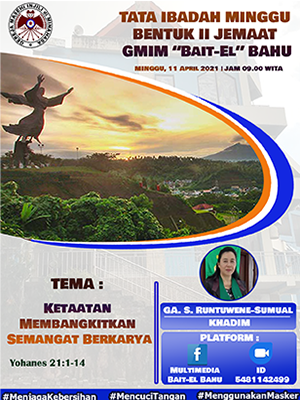 TATA IBADAH MINGGU
BENTUK II JEMAAT
GMIM "BAIT-EL" BAHU
MINGGU, 11 APRIL 2021 | JAM 09.00 WITA
TEMA :
KETAATAN
MEMBANGKITKAN
SEMANGAT BERKARYA
Yohanes 21:1-14
GA. S. RUNTUWENE-SUMUAL
KHADIM
PLATFORM :
MULTIMEDIA
BAIT-EL BAHU
ID
5481142499
#MenjagaKebersihan #MencuciTangan #MenggunakanMasker